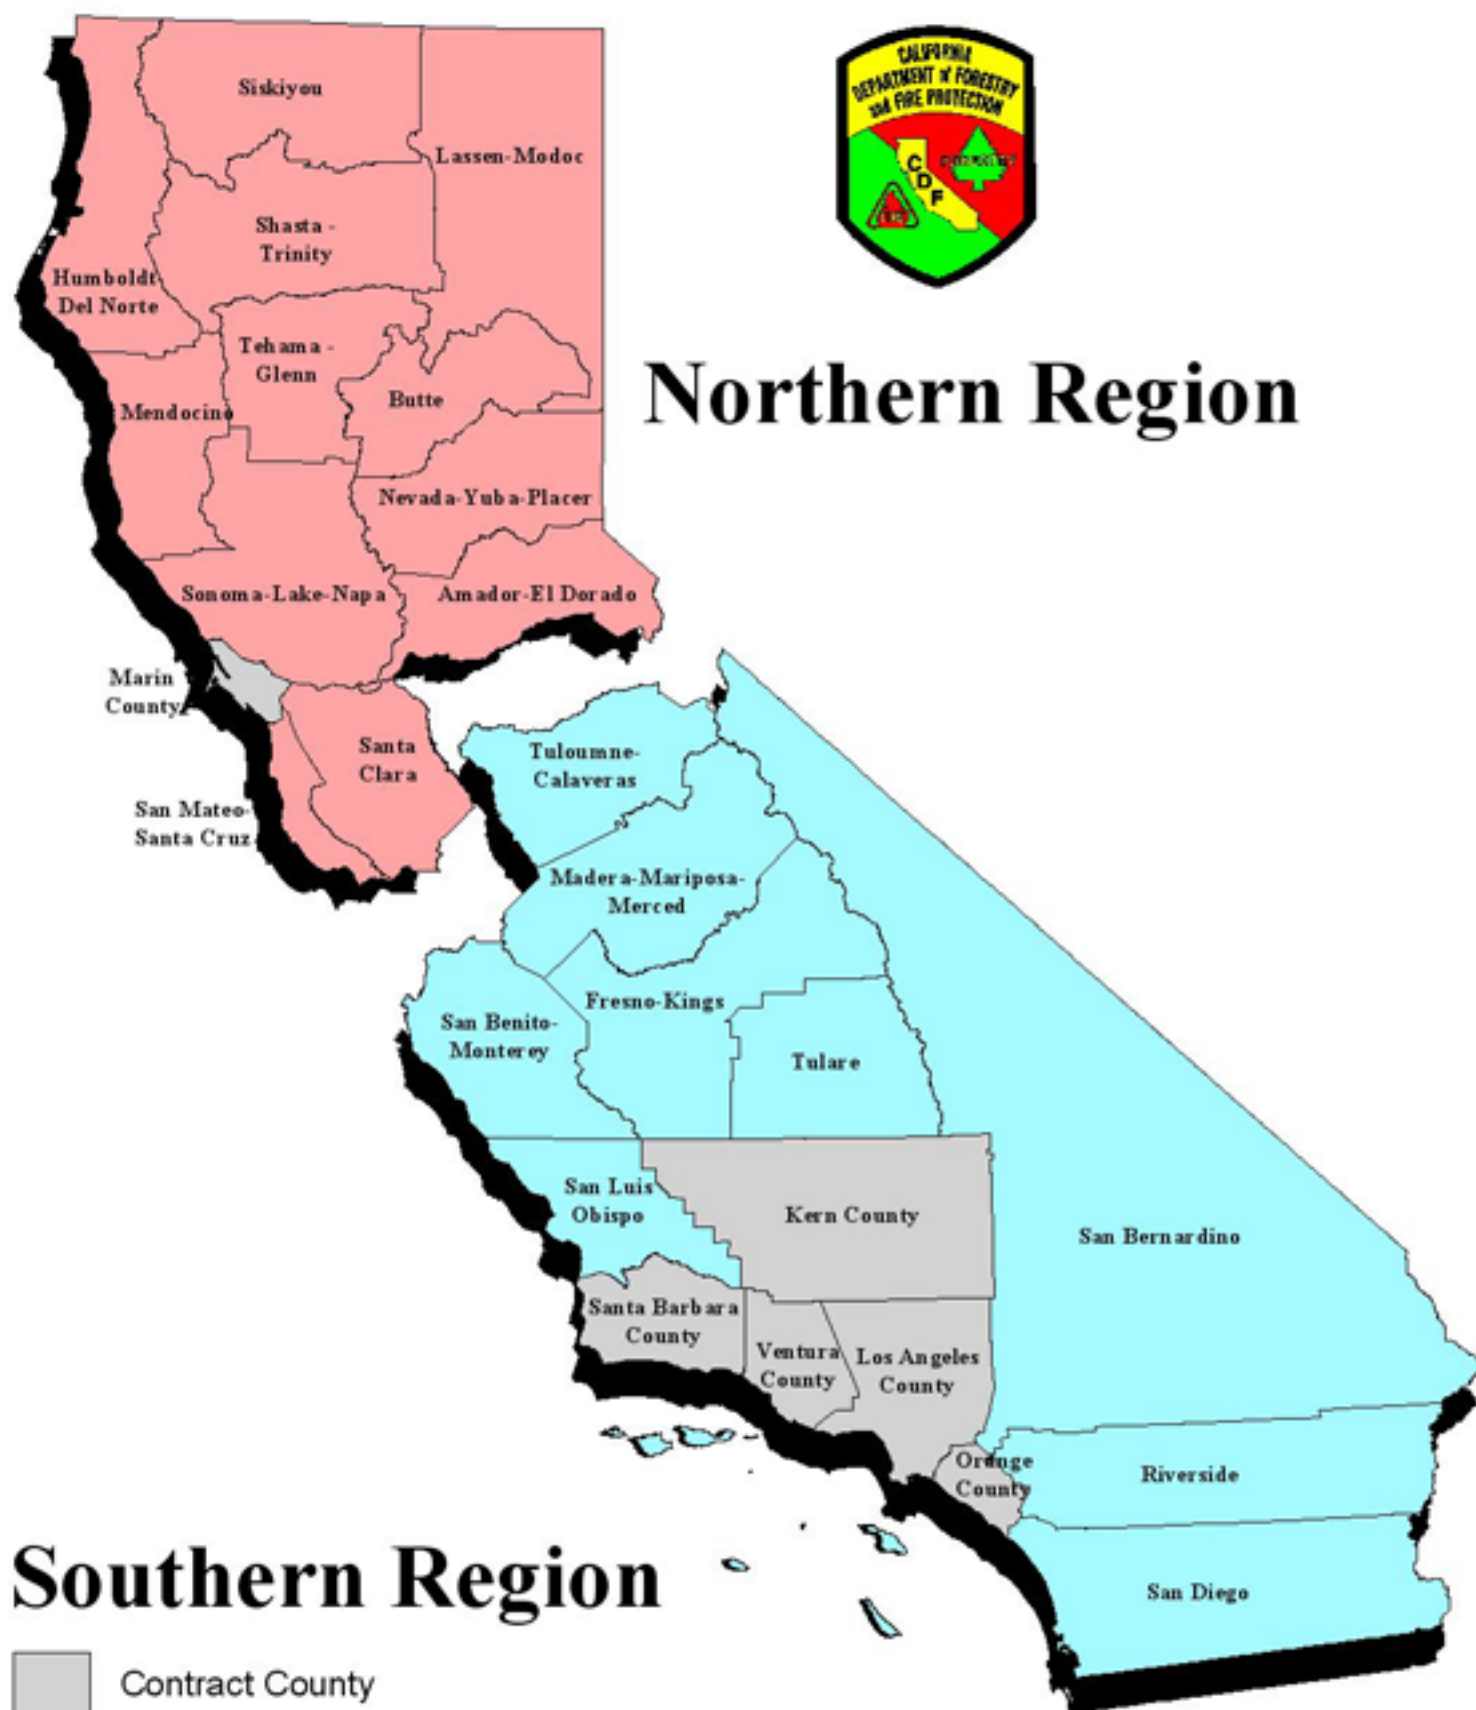 CALIFORNIA
DEPARTMENT of FORESTRY
and FIRE PROTECTION
C
D
F
Siskiyou
Lassen-Modoc
Shasta -
Trinity
Humboldt
Del Norte
Tehama -
Glenn
Butte
Mendocino
Northern Region
Nevada-Yuba-Placer
Sonoma-Lake-Napa
Amador-El Dorado
Marin
County
Santa
Clara
San Mateo-
Santa Cruz
Tuloumne-
Calaveras
Madera-Mariposa-
Merced
Fresno-Kings
San Benito-
Monterey
Tulare
San Luis
Obispo
Kern County
San Bernardino
Santa Barbara
County
Ventura
County
Los Angeles
County
Orange
County
Riverside
San Diego
Southern Region
Contract County